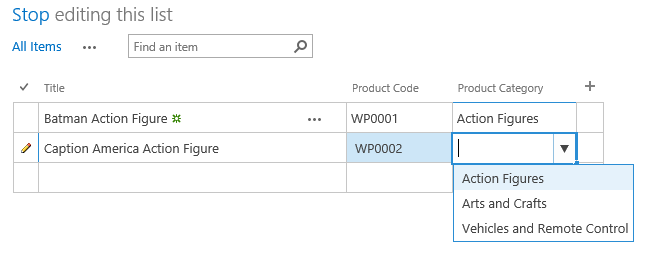 Stop editing this list
All Items ••• Find an item
Title Product Code Product Category +
Batman Action Figure ••• WP0001 Action Figures
Caption America Action Figure WP0002
Action Figures
Arts and Crafts
Vehicles and Remote Control